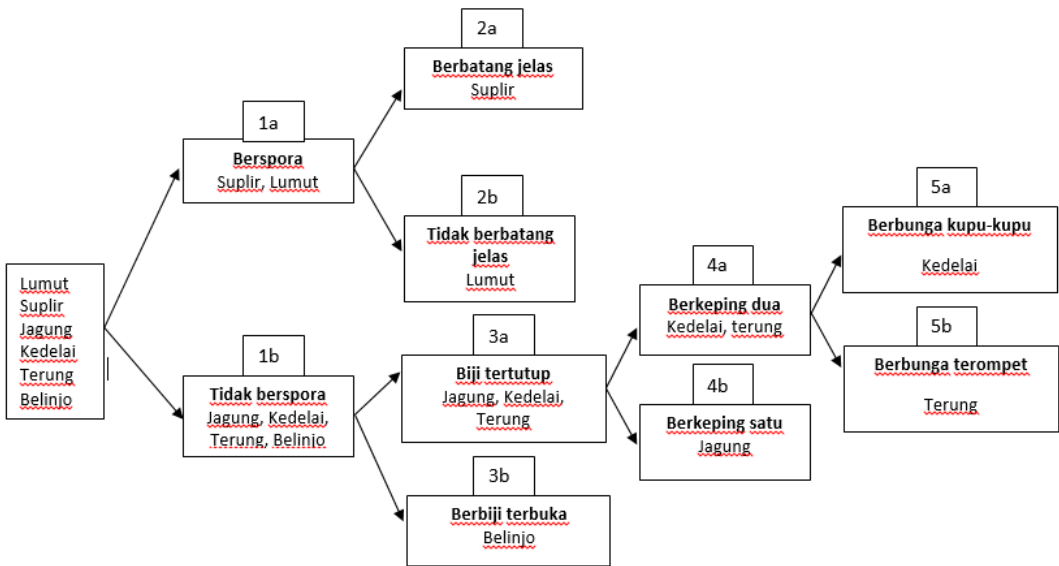 2a
Berbatang jelas
Suplir
1a
Berspora
Suplir, Lumut
2b
Tidak berbatang
jelas
Lumut
5a
Berbunga kupu-kupu
Kedelai
4a
Berkeping dua
Kedelai, terung
Lumut
Suplir
Jagung
Kedelai
Terung
Belinjo
1b
Tidak berspora
Jagung, Kedelai,
Terung, Belinjo
3a
Biji tertutup
Jagung, Kedelai,
Terung
5b
Berbunga terompet
Terung
4b
Berkeping satu
Jagung
3b
Berbiji terbuka
Belinjo